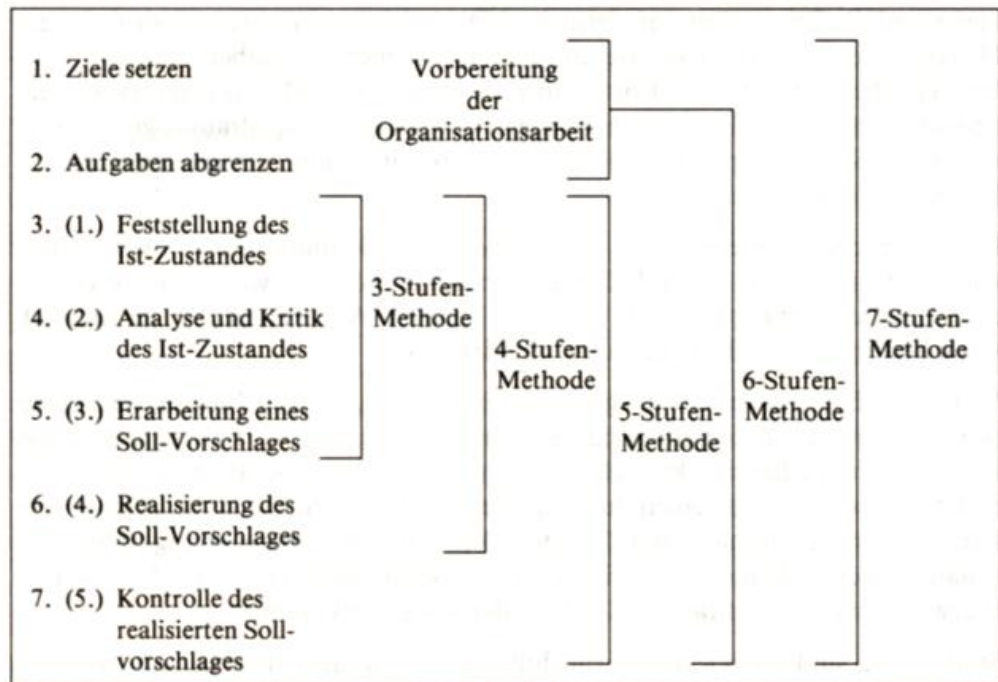 1. Ziele setzen
Vorbereitung
der
Organisationsarbeit
2. Aufgaben abgrenzen
3. (1.) Feststellung des
Ist-Zustandes
4. (2.) Analyse und Kritik
des Ist-Zustandes
5. (3.) Erarbeitung eines
Soll-Vorschlages
6. (4.) Realisierung des
Soll-Vorschlages
7. (5.) Kontrolle des
realisierten Soll-
vorschlages
3-Stufen-
Methode
4-Stufen-
Methode
5-Stufen-
Methode
6-Stufen-
Methode
7-Stufen-
Methode